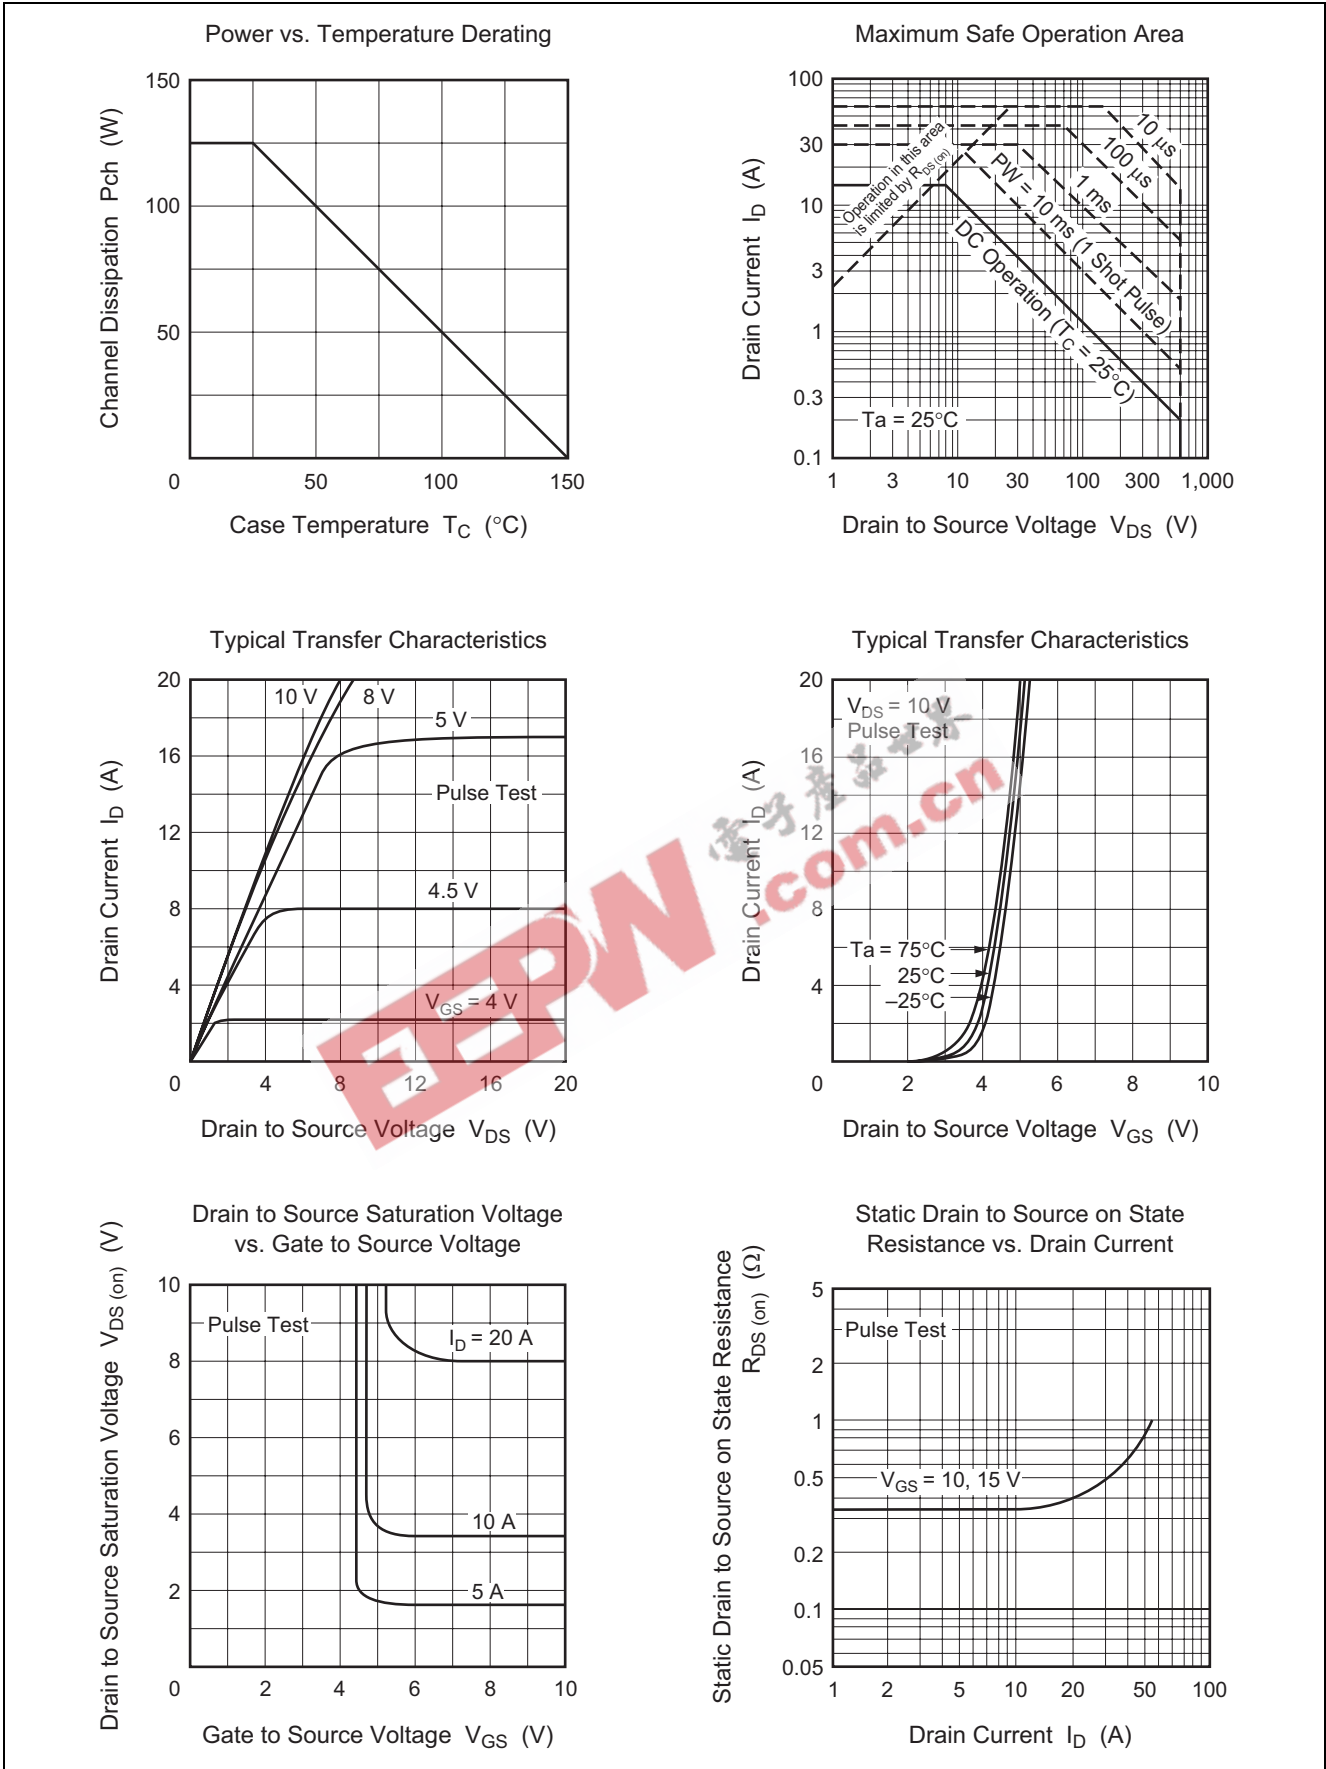 Power vs. Temperature Derating
Channel Dissipation Pch (W)
150
100
50
0
50
100
150
Case Temperature TC (°C)
Maximum Safe Operation Area
Drain Current ID (A)
100
30
10
3
1
0.3
0.1
Operation in this area
is limited by RDS (on)
10 μs
100 μs
1 ms
PW = 10 ms (1 Shot Pulse)
DC Operation (TC = 25°C)
Ta = 25°C
1
3
10
30
100
300
1,000
Drain to Source Voltage VDS (V)
Typical Transfer Characteristics
Drain Current ID (A)
20
16
12
8
4
0
10 V
8 V
5 V
Pulse Test
4.5 V
VGS = 4 V
4
8
12
16
20
Drain to Source Voltage VDS (V)
Typical Transfer Characteristics
Drain Current ID (A)
20
16
12
8
4
0
VDS = 10 V
Pulse Test
Ta = 75°C
25°C
–25°C
2
4
6
8
10
Drain to Source Voltage VGS (V)
EEPW
電子產品世界
.com.cn
Drain to Source Saturation Voltage
vs. Gate to Source Voltage
Drain to Source Saturation Voltage VDS (on) (V)
10
8
6
4
2
0
Pulse Test
ID = 20 A
10 A
5 A
2
4
6
8
10
Gate to Source Voltage VGS (V)
Static Drain to Source on State
Resistance vs. Drain Current
Static Drain to Source on State Resistance
RDS (on) (Ω)
5
2
1
0.5
0.2
0.1
0.05
Pulse Test
VGS = 10, 15 V
1
2
5
10
20
50
100
Drain Current ID (A)